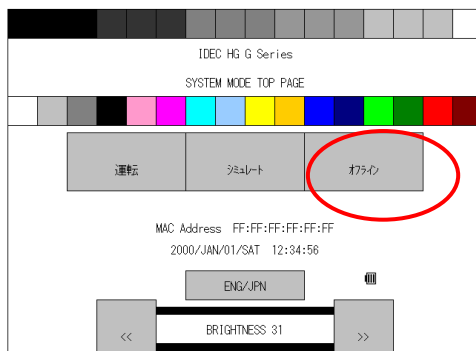 IDEC HG G Series
SYSTEM MODE TOP PAGE
運転 シミュレート オフライン
MAC Address FF:FF:FF:FF:FF:FF
2000/JAN/01/SAT 12:34:56
ENG/JPN
<< BRIGHTNESS 31 >>